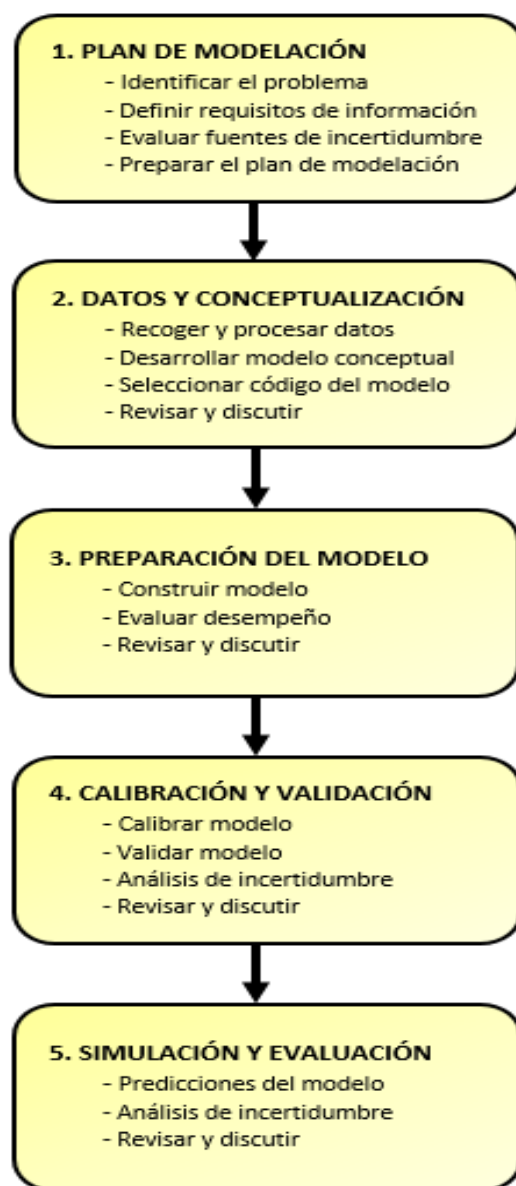 1. PLAN DE MODELACIÓN
- Identificar el problema
- Definir requisitos de información
- Evaluar fuentes de incertidumbre
- Preparar el plan de modelación
2. DATOS Y CONCEPTUALIZACIÓN
- Recoger y procesar datos
- Desarrollar modelo conceptual
- Seleccionar código del modelo
- Revisar y discutir
3. PREPARACIÓN DEL MODELO
- Construir modelo
- Evaluar desempeño
- Revisar y discutir
4. CALIBRACIÓN Y VALIDACIÓN
- Calibrar modelo
- Validar modelo
- Análisis de incertidumbre
- Revisar y discutir
5. SIMULACIÓN Y EVALUACIÓN
- Predicciones del modelo
- Análisis de incertidumbre
- Revisar y discutir